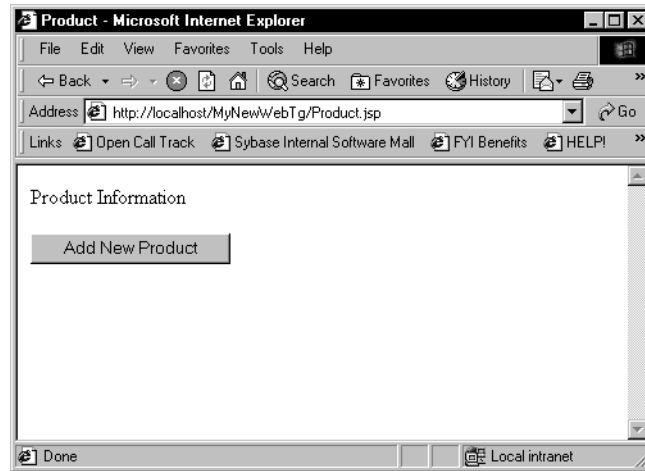 Product - Microsoft Internet Explorer
File Edit View Favorites Tools Help
Back Search Favorites History »
Address http://localhost/MyNewWebTg/Product.jsp Go
Links Open Call Track Sybase Internal Software Mall FYI Benefits HELP! »
Product Information
Add New Product
Done Local intranet